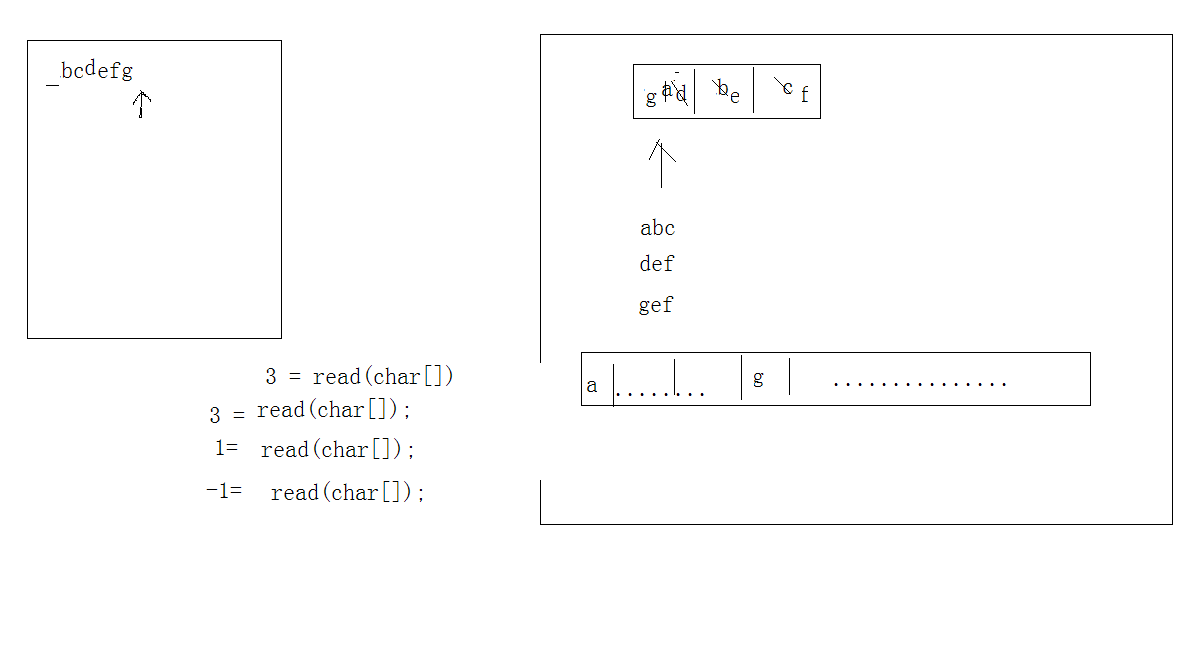 _bcdefg
g a d b e c f
abc
def
gef
a ........ g ...............
3 = read(char[])
3 = read(char[]);
1= read(char[]);
-1= read(char[]);